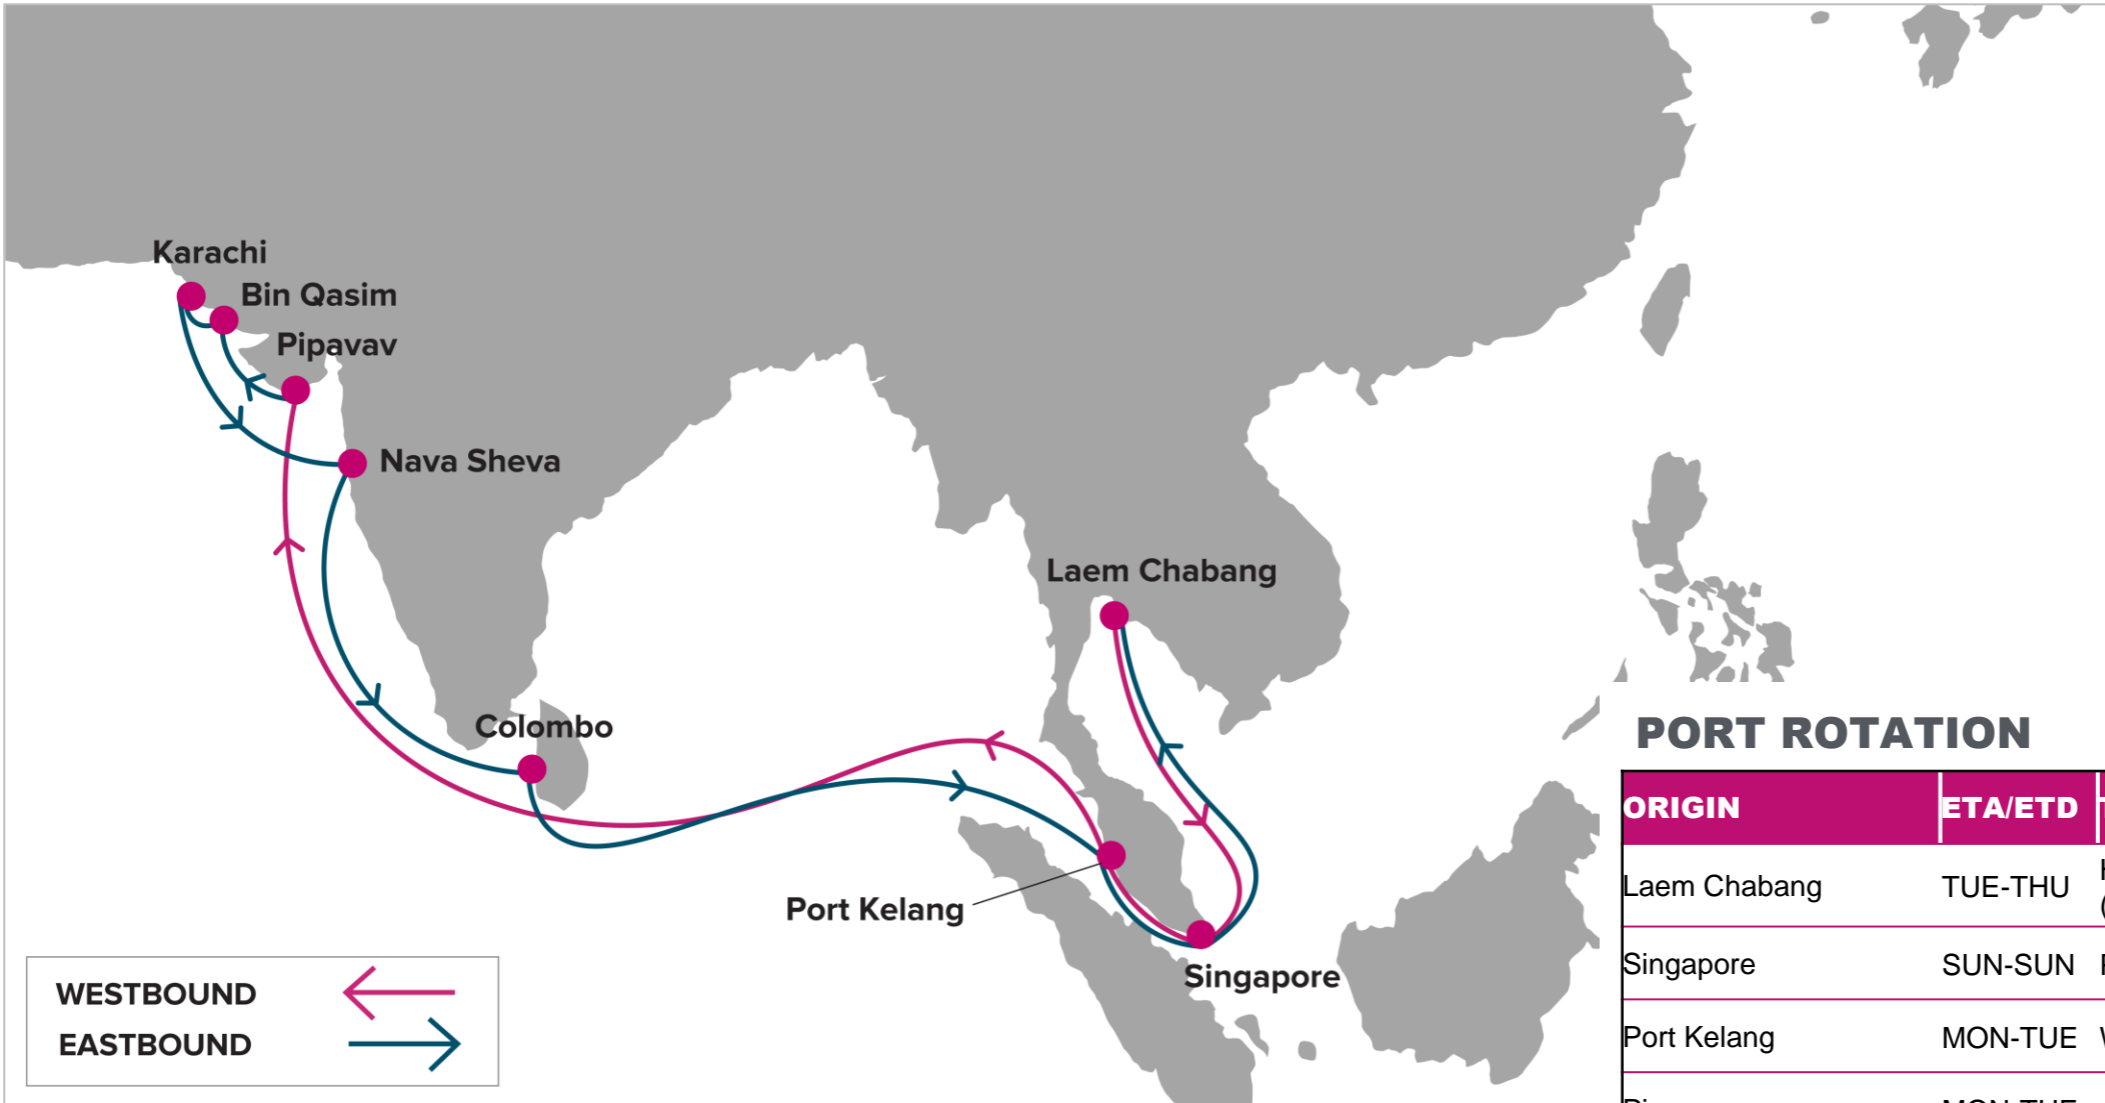 Karachi
Bin Qasim
Pipavav
Nava Sheva
Laem Chabang
Colombo
Port Kelang
Singapore
WESTBOUND
EASTBOUND
PORT ROTATION
ORIGIN ETA/ETD
Laem Chabang TUE-THU
Singapore SUN-SUN
Port Kelang MON-TUE